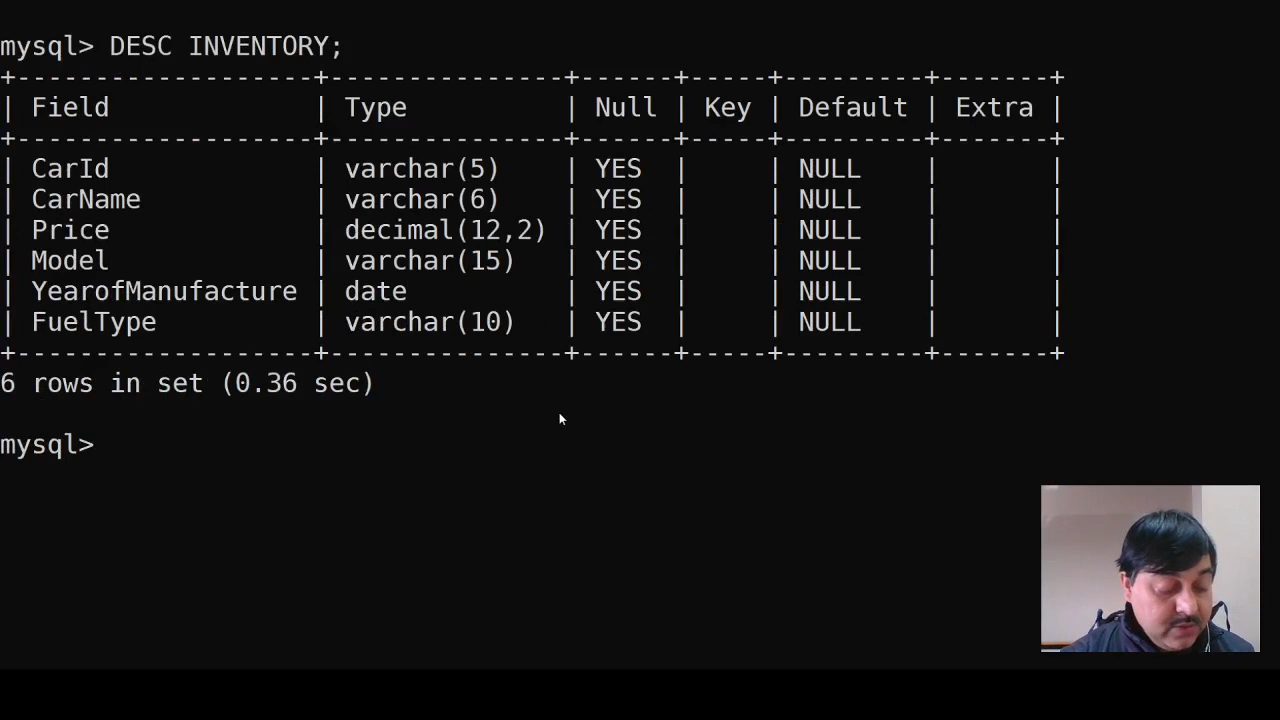 mysql> DESC INVENTORY;
+-------------------+---------------+------+-----+---------+-------+
| Field             | Type          | Null | Key | Default | Extra |
+-------------------+---------------+------+-----+---------+-------+
| CarId             | varchar(5)    | YES  |     | NULL    |       |
| CarName           | varchar(6)    | YES  |     | NULL    |       |
| Price             | decimal(12,2) | YES  |     | NULL    |       |
| Model             | varchar(15)   | YES  |     | NULL    |       |
| YearofManufacture | date          | YES  |     | NULL    |       |
| FuelType          | varchar(10)   | YES  |     | NULL    |       |
+-------------------+---------------+------+-----+---------+-------+
6 rows in set (0.36 sec)
mysql>